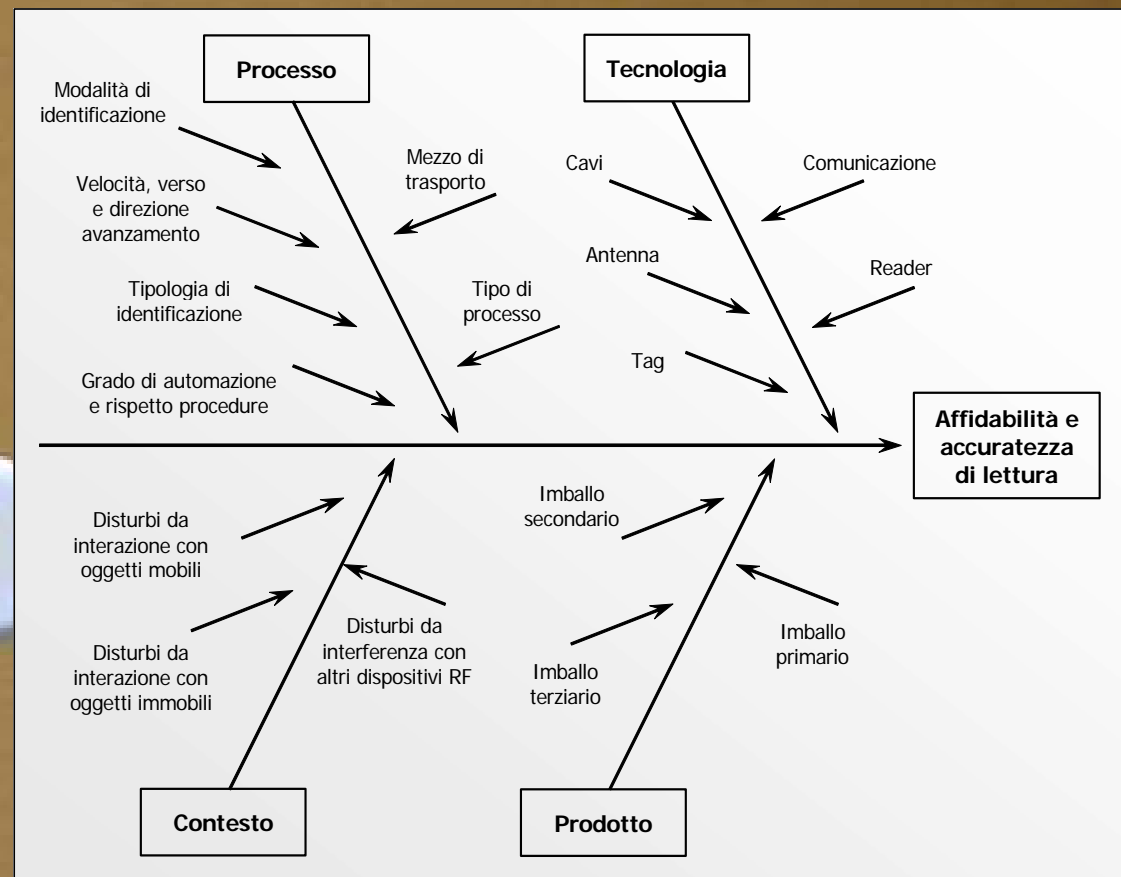 Processo
Tecnologia
Modalità di
identificazione
Mezzo di
trasporto
Velocità, verso
e direzione
avanzamento
Tipologia di
identificazione
Tipo di
processo
Grado di automazione
e rispetto procedure
Cavi
Comunicazione
Antenna
Reader
Tag
Affidabilità e
accuratezza
di lettura
Disturbi da
interazione con
oggetti mobili
Disturbi da
interazione con
oggetti immobili
Disturbi da
interferenza con
altri dispositivi RF
Imballo
secondario
Imballo
terziario
Imballo
primario
Contesto
Prodotto